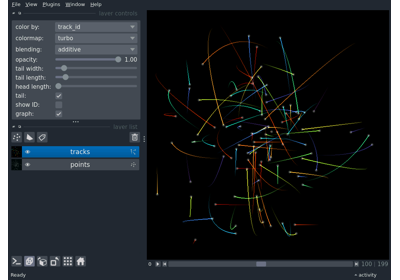 File View Plugins Window Help
layer controls
color by: track_id
colormap: turbo
blending: additive
opacity: 1.00
tail width:
tail length:
head length:
tail:
show ID:
graph:
layer list
tracks
points
100 | 199
Ready
activity